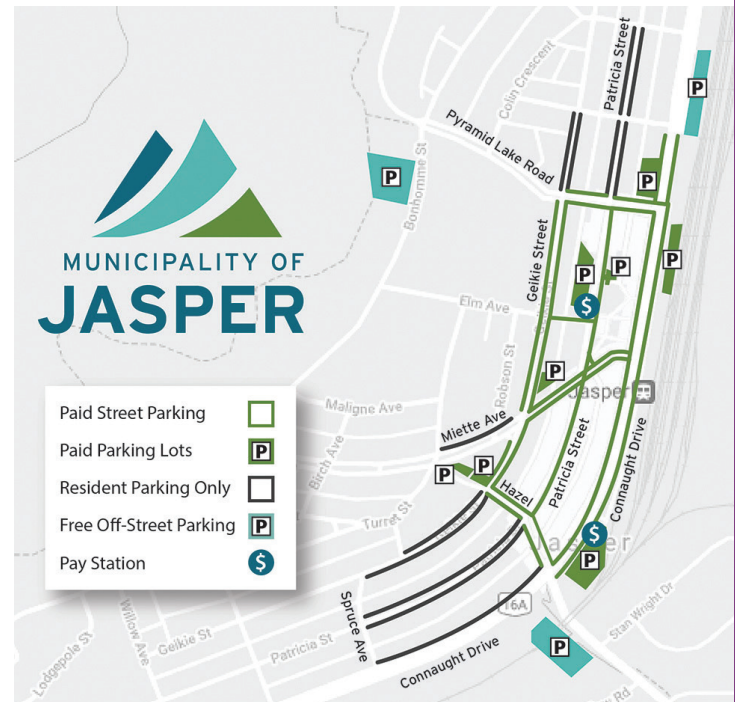 Patricia Street
Colin Crescent
P
Pyramid Lake Road
P
Bonhomme St
P
MUNICIPALITY OF
JASPER
Geikie Street
P
P
P
$
Elm Ave
Robson St
P
Jasper
Maligne Ave
Miette Ave
Birch Ave
Patricia Street
Connaught Drive
P
P
Hazel
Turret St
$
Jasper
P
16A
Stan Wright Dr
Spruce Ave
Willow Ave
Geikie St
Patricia St
Lodgepole St
Connaught Drive
P
Rd
Paid Street Parking
Paid Parking Lots
P
Resident Parking Only
Free Off-Street Parking
P
Pay Station
$